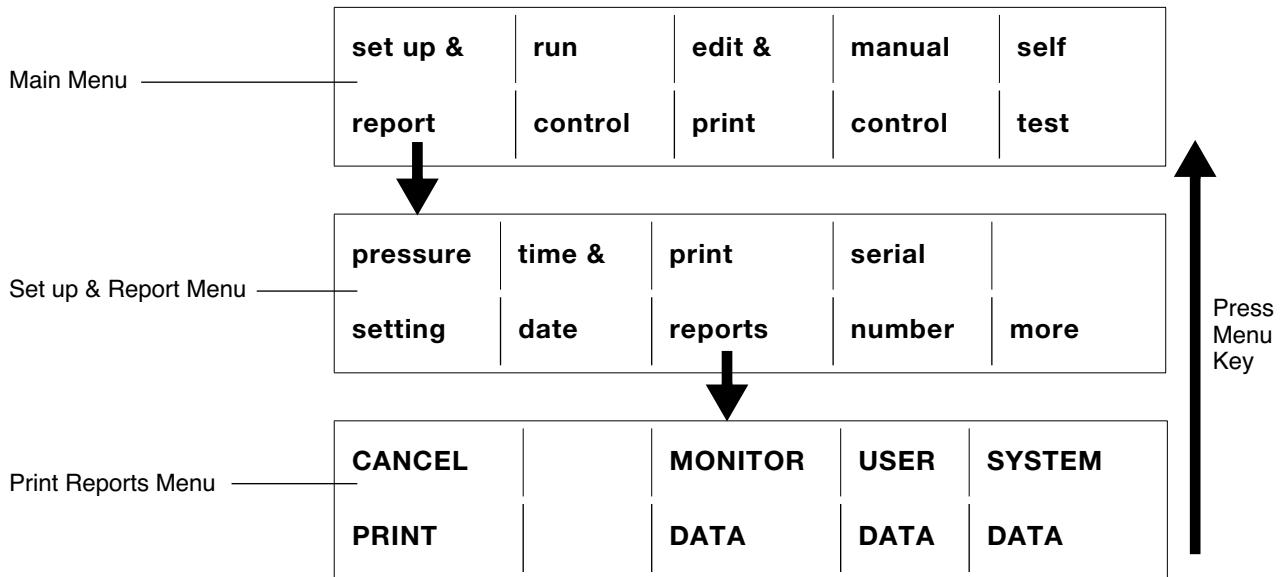 set up & run edit & manual self
Main Menu
report control print control test
pressure time & print serial
Set up & Report Menu
setting date reports number more
Press
Menu
Key
CANCEL MONITOR USER SYSTEM
Print Reports Menu
PRINT DATA DATA DATA